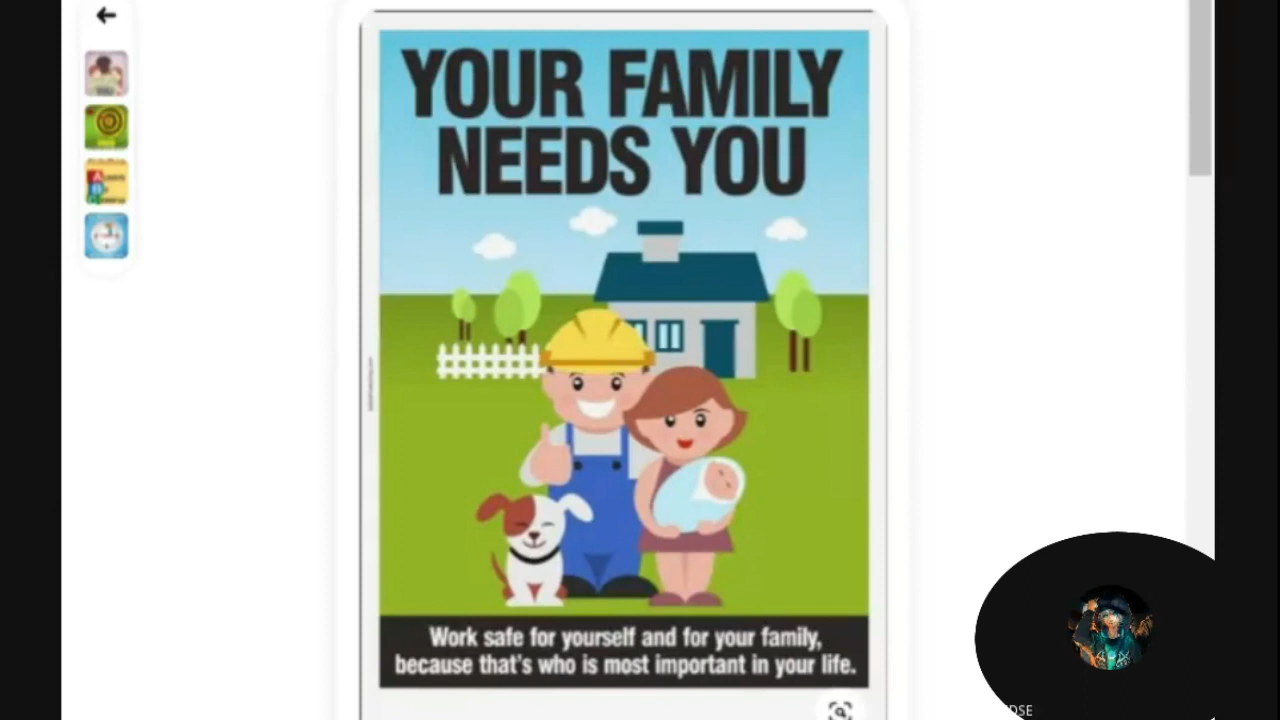 YOUR FAMILY
NEEDS YOU
Work safe for yourself and for your family,
because that's who is most important in your life.
DSE